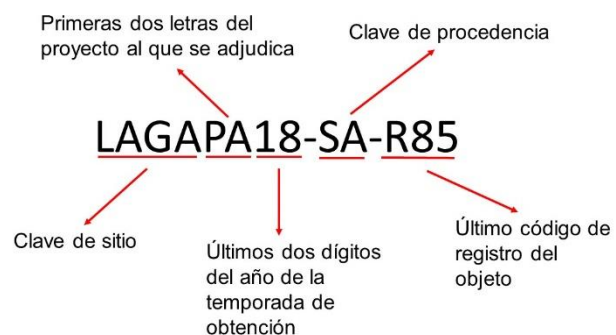 Primeras dos letras del
proyecto al que se adjudica
Clave de procedencia
LAGAPA18-SA-R85
Clave de sitio
Últimos dos dígitos
del año de la
temporada de
obtención
Último código de
registro del
objeto